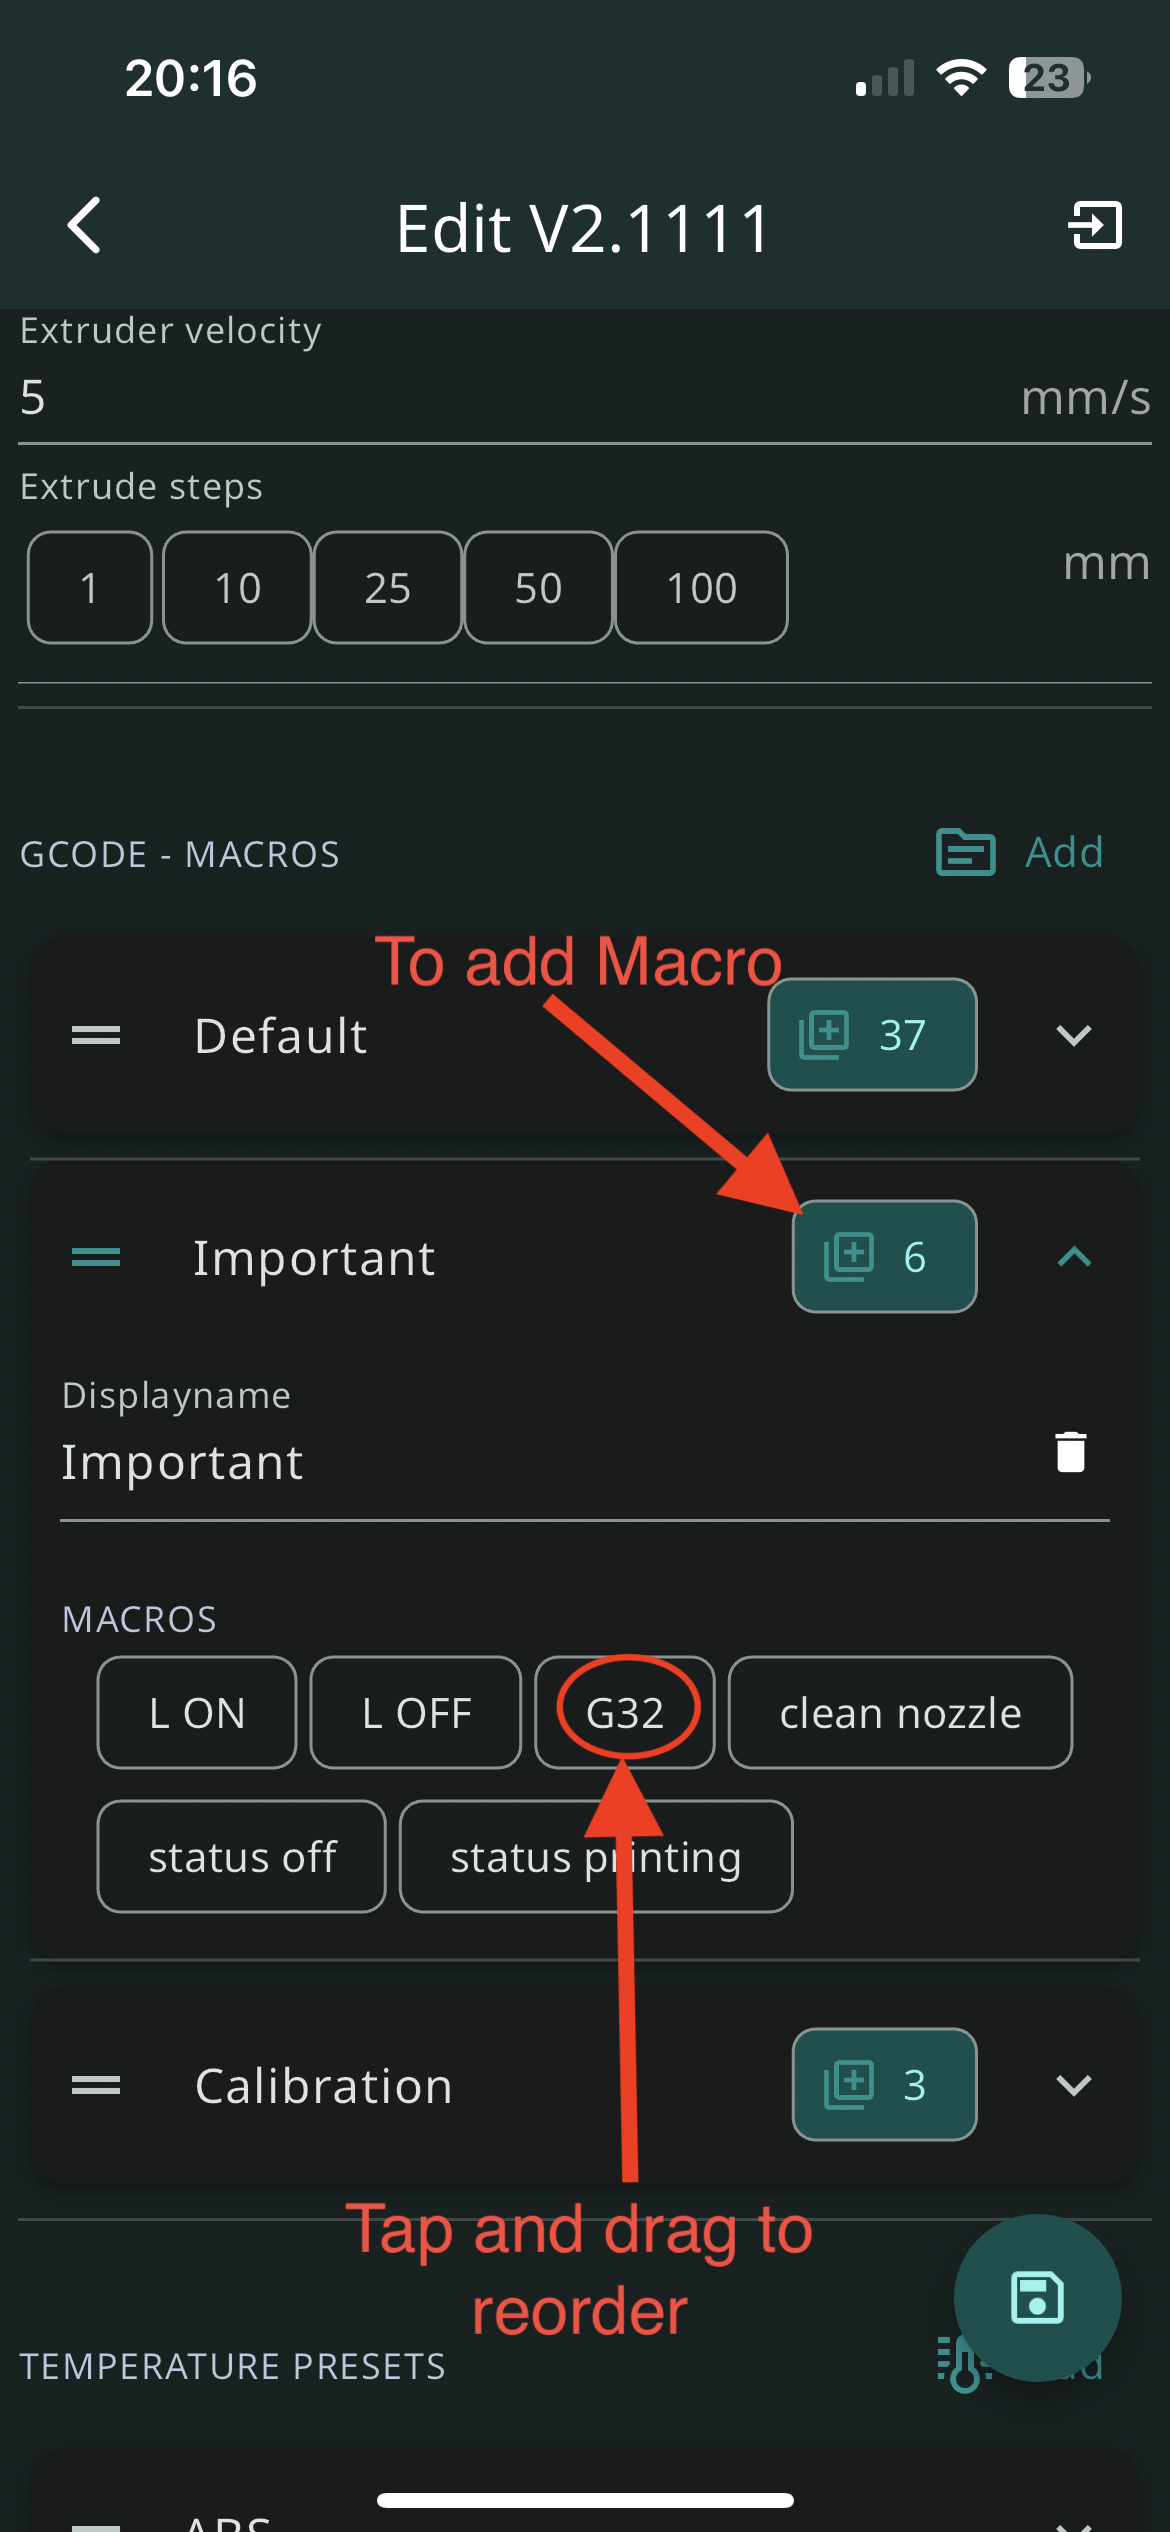 20:16
23
Edit V2.1111
Extruder velocity
5 mm/s
Extrude steps
1 10 25 50 100 mm
GCODE - MACROS Add
To add Macro
Default 37
Important 6
Displayname
Important
MACROS
L ON L OFF G32 clean nozzle
status off status printing
Calibration 3
Tap and drag to
reorder
TEMPERATURE PRESETS
ABS